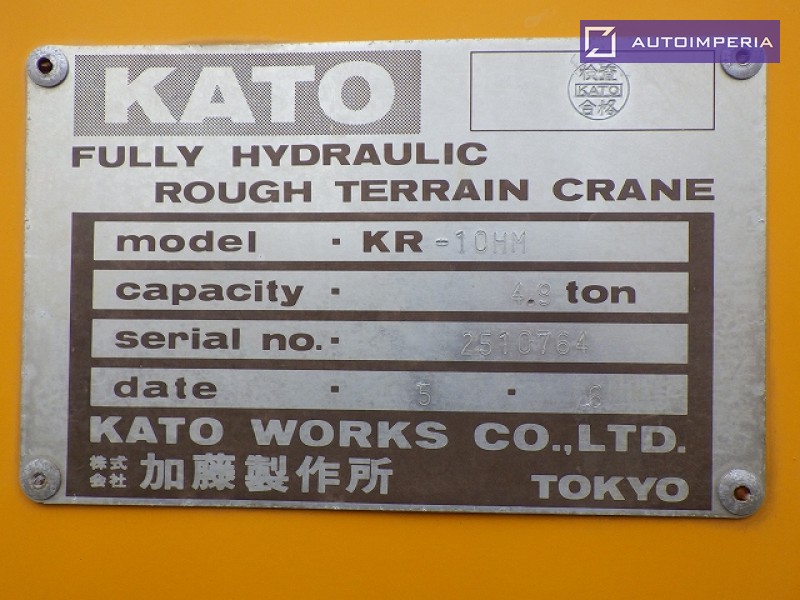 AUTOIMPERIA
KATO
検査
KATO
合格
FULLY HYDRAULIC
ROUGH TERRAIN CRANE
model · KR-10HM
capacity · 4.9 ton
serial no. · 2510764
date · 5 · 6
KATO WORKS CO.,LTD.
株式会社 加藤製作所 TOKYO